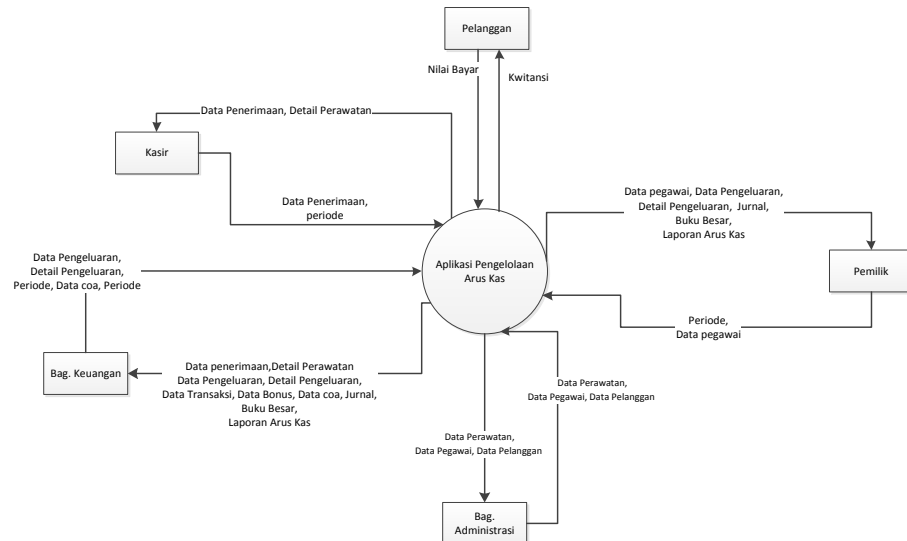 Pelanggan
Nilai Bayar
Kwitansi
Data Penerimaan, Detail Perawatan
Kasir
Data Penerimaan,
periode
Data pegawai, Data Pengeluaran,
Detail Pengeluaran, Jurnal,
Buku Besar,
Laporan Arus Kas
Data Pengeluaran,
Detail Pengeluaran,
Periode, Data coa, Periode
Aplikasi Pengelolaan
Arus Kas
Pemilik
Periode,
Data pegawai
Bag. Keuangan
Data penerimaan,Detail Perawatan
Data Pengeluaran, Detail Pengeluaran,
Data Transaksi, Data Bonus, Data coa, Jurnal,
Buku Besar,
Laporan Arus Kas
Data Perawatan,
Data Pegawai, Data Pelanggan
Data Perawatan,
Data Pegawai, Data Pelanggan
Bag.
Administrasi